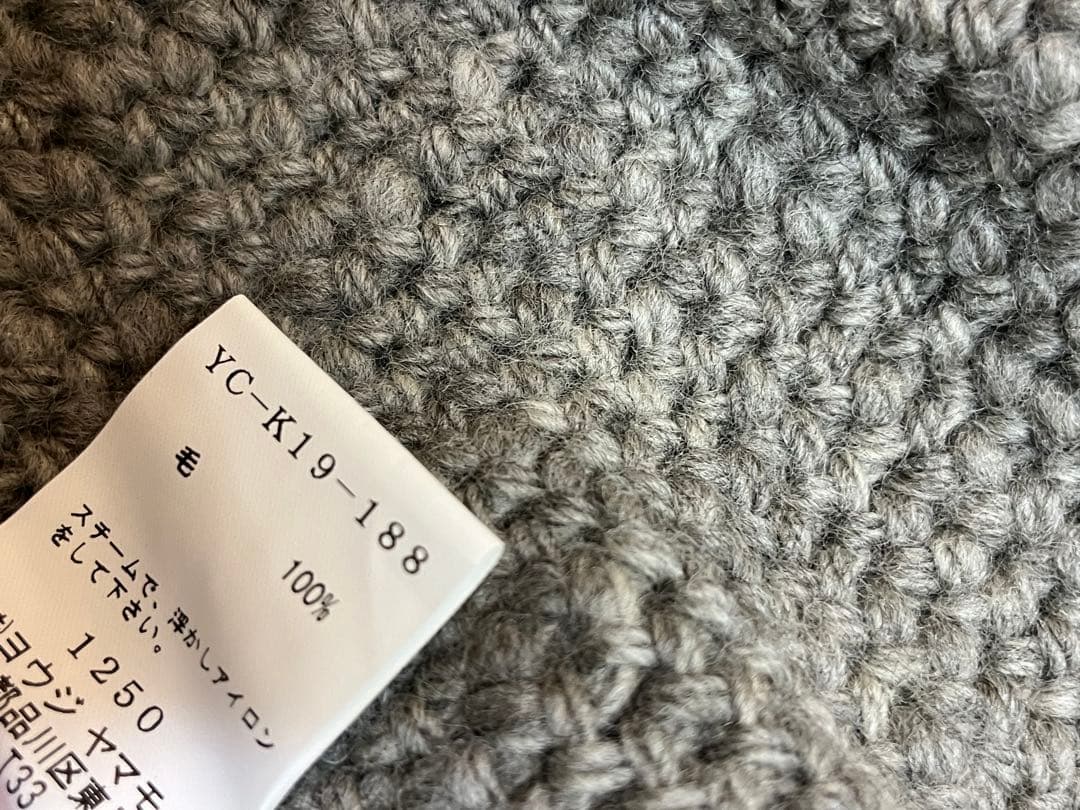 YC-K19-188
毛
100%
スチームで、浮かしアイロン
をして下さい。
1250
ヨウジ ヤマモ
都品川区東
T33